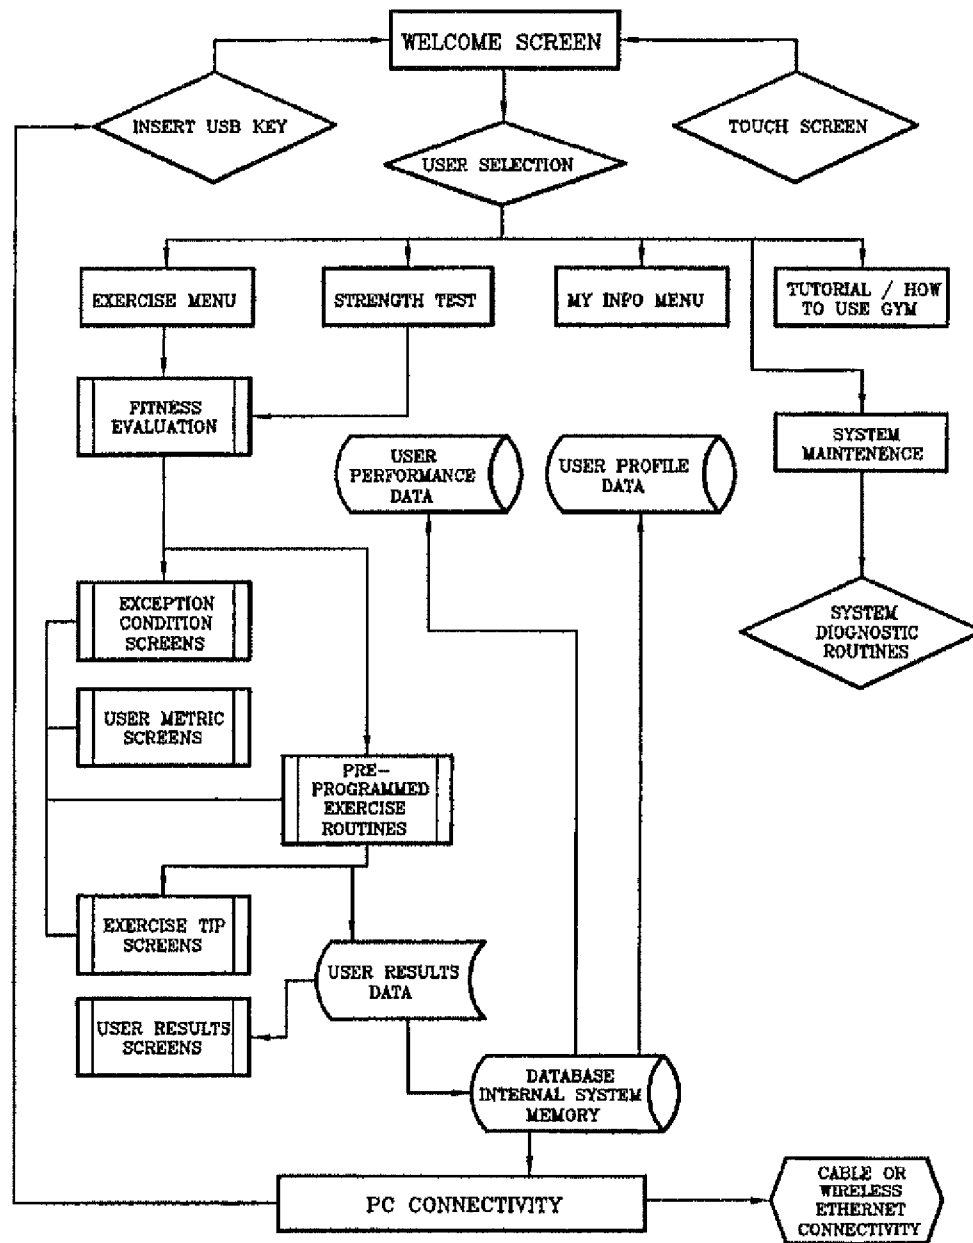 WELCOME SCREEN
INSERT USB KEY
TOUCH SCREEN
USER SELECTION
EXERCISE MENU
STRENGTH TEST
MY INFO MENU
TUTORIAL / HOW
TO USE GYM
FITNESS
EVALUATION
USER
PERFORMANCE
DATA
USER PROFILE
DATA
SYSTEM
MAINTENENCE
EXCEPTION
CONDITION
SCREENS
SYSTEM
DIOGNOSTIC
ROUTINES
USER METRIC
SCREENS
PRE-
PROGRAMMED
EXERCISE
ROUTINES
EXERCISE TIP
SCREENS
USER RESULTS
DATA
USER RESULTS
SCREENS
DATABASE
INTERNAL SYSTEM
MEMORY
PC CONNECTIVITY
CABLE OR
WIRELESS
ETHERNET
CONNECTIVITY